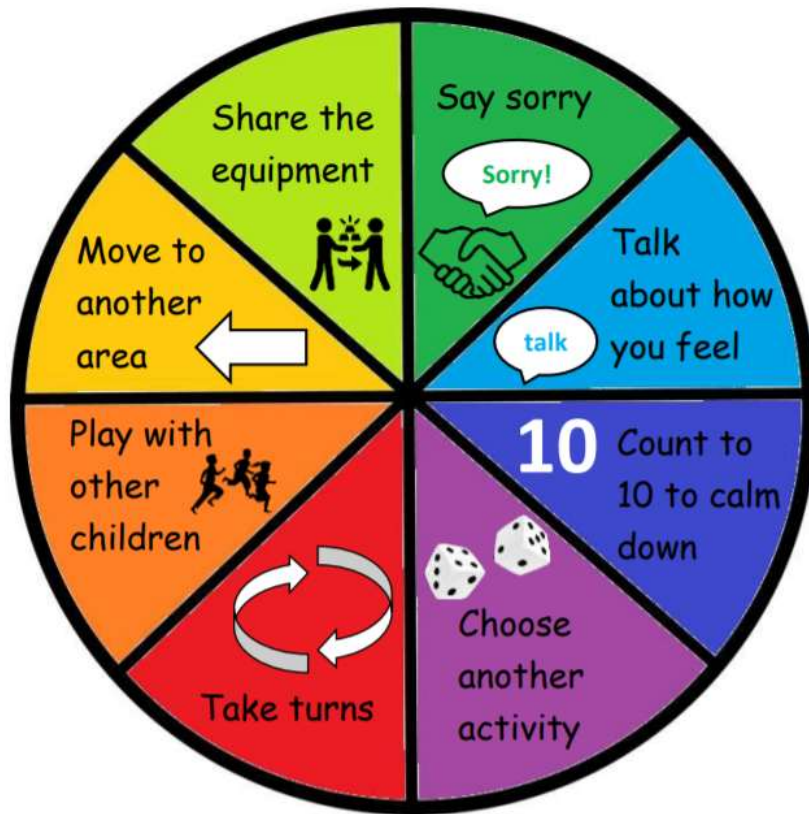 Say sorry
Sorry!
Talk
about how
you feel
talk
10
Count to
10 to calm
down
Choose
another
activity
Take turns
Play with
other
children
Move to
another
area
Share the
equipment